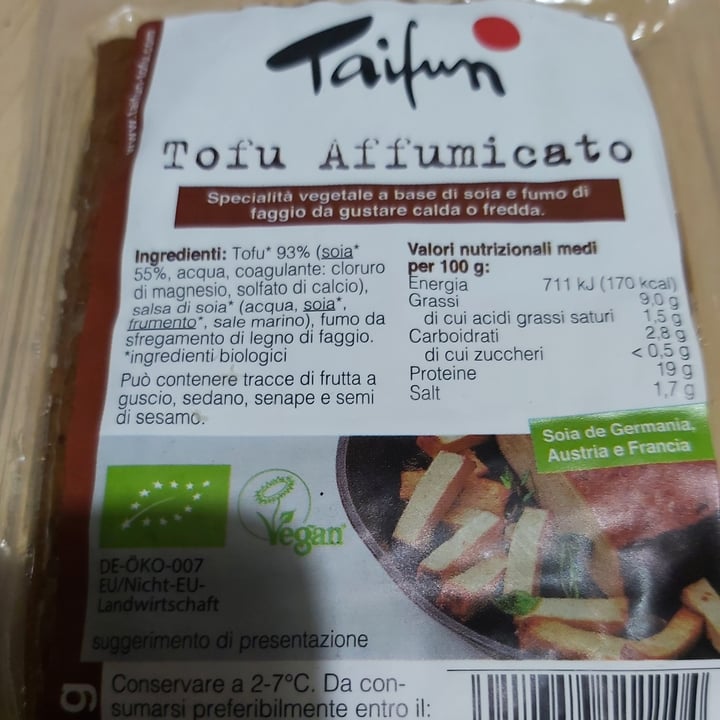 Taifun
www.taifun-tofu.com
Tofu Affumicato
Specialità vegetale a base di soia e fumo di
faggio da gustare calda o fredda.
Ingredienti: Tofu* 93% (soia*
55%, acqua, coagulante: cloruro
di magnesio, solfato di calcio),
salsa di soia* (acqua, soia*,
frumento*, sale marino), fumo da
sfregamento di legno di faggio.
*ingredienti biologici
Può contenere tracce di frutta a
guscio, sedano, senape e semi
di sesamo.
Valori nutrizionali medi
per 100 g:
Energia 711 kJ (170 kcal)
Grassi 9,0 g
di cui acidi grassi saturi 1,5 g
Carboidrati 2,8 g
di cui zuccheri < 0,5 g
Proteine 19 g
Salt 1,7 g
Soia de Germania,
Austria e Francia
Vegan
DE-ÖKO-007
EU/Nicht-EU-
Landwirtschaft
suggerimento di presentazione
g
Conservare a 2-7°C. Da con-
sumarsi preferibilmente entro il: